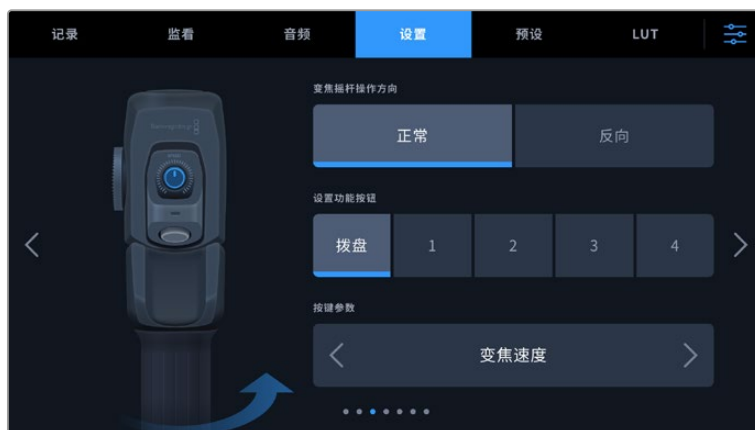 记录 监看 音频 设置 预设 LUT
变焦摇杆操作方向
正常 反向
设置功能按钮
拨盘 1 2 3 4
按键参数
变焦速度